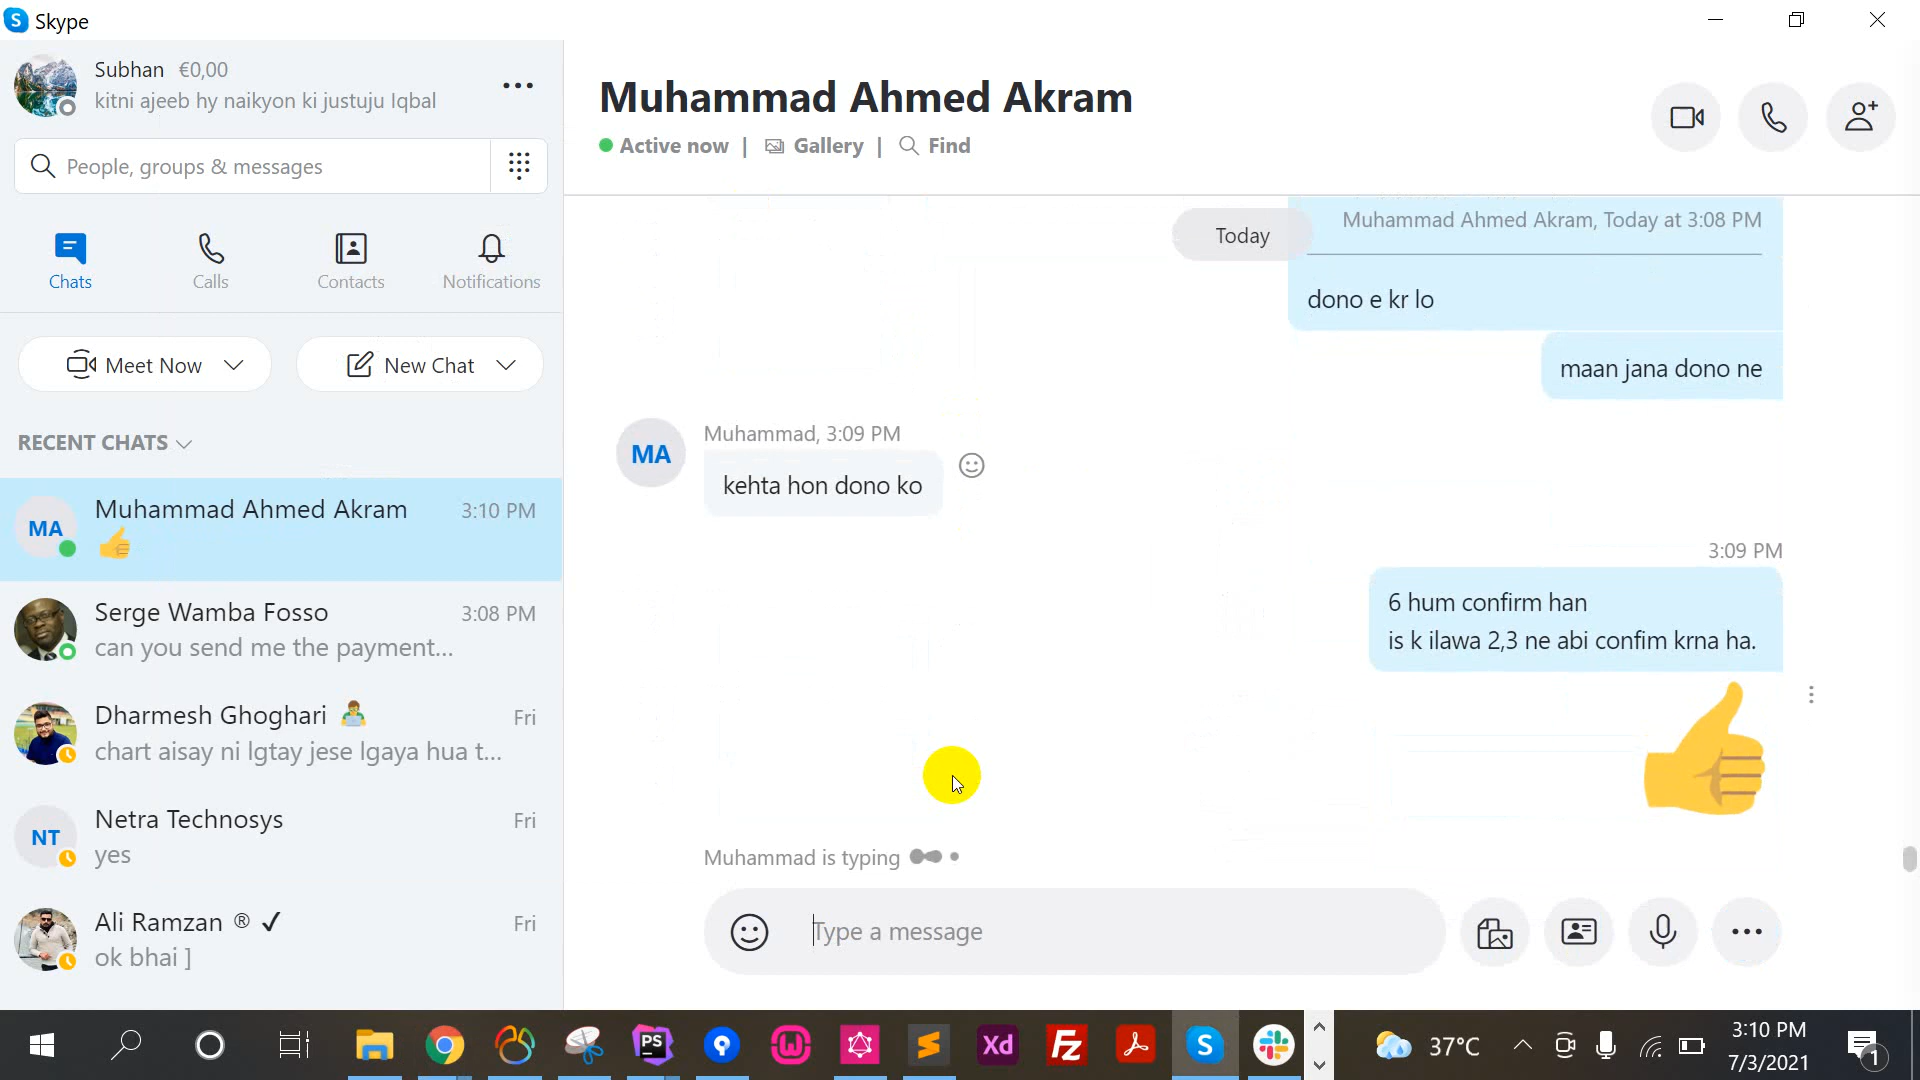 Skype
Subhan €0,00
kitni ajeeb hy naikyon ki justuju Iqbal
People, groups & messages
Chats
Calls
Contacts
Notifications
Meet Now
New Chat
RECENT CHATS
MA
Muhammad Ahmed Akram 3:10 PM
Serge Wamba Fosso 3:08 PM
can you send me the payment...
Dharmesh Ghoghari Fri
chart aisay ni lgtay jese lgaya hua t...
NT
Netra Technosys Fri
yes
Ali Ramzan ® ✓ Fri
ok bhai ]
Muhammad Ahmed Akram
Active now | Gallery | Find
Today
Muhammad Ahmed Akram, Today at 3:08 PM
dono e kr lo
maan jana dono ne
MA
Muhammad, 3:09 PM
kehta hon dono ko
3:09 PM
6 hum confirm han
is k ilawa 2,3 ne abi confim krna ha.
Muhammad is typing
Type a message
PS
Xd
Fz
S
37°C
3:10 PM
7/3/2021
1